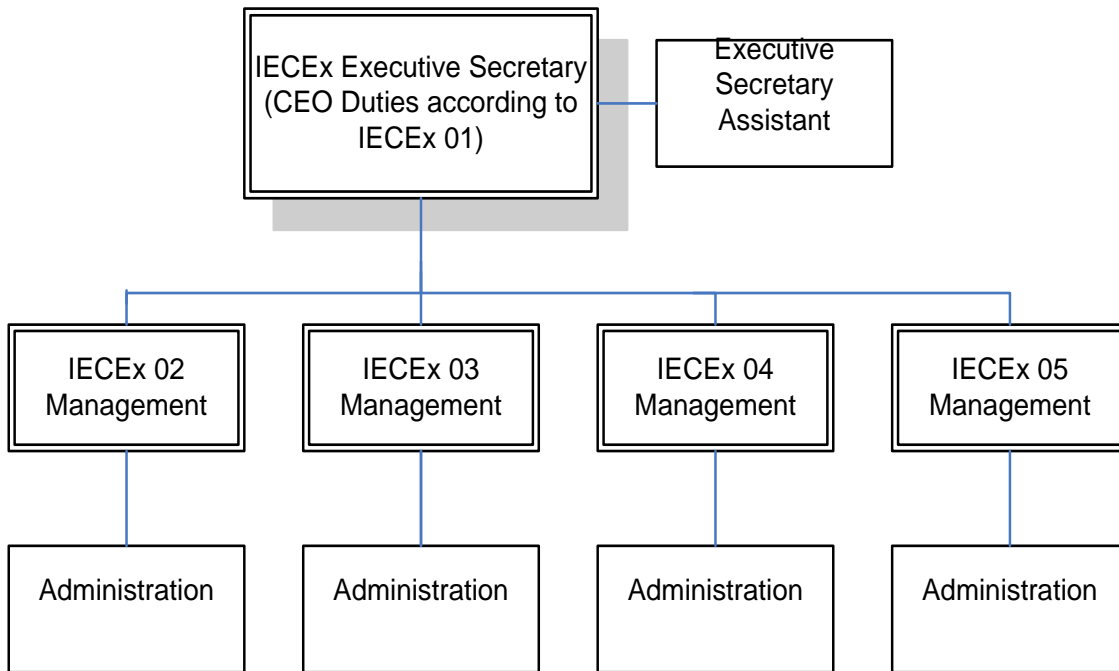 IECEx Executive Secretary
(CEO Duties according to
IECEx 01)
Executive
Secretary
Assistant
IECEx 02
Management
IECEx 03
Management
IECEx 04
Management
IECEx 05
Management
Administration
Administration
Administration
Administration